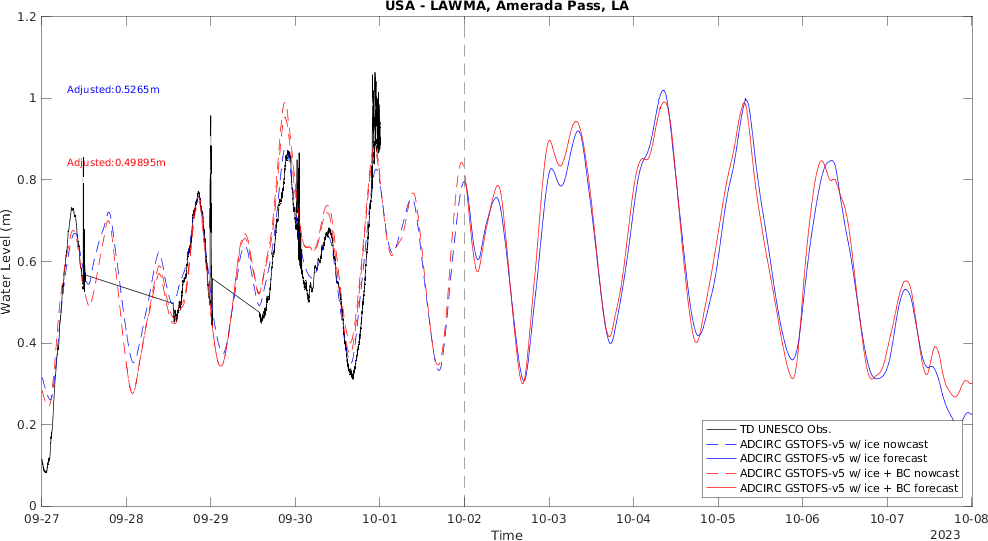 USA - LAWMA, Amerada Pass, LA
1.2
1
0.8
0.6
0.4
0.2
0
Water Level (m)
Adjusted:0.5265m
Adjusted:0.49895m
TD UNESCO Obs.
ADCIRC GSTOFS-v5 w/ ice nowcast
ADCIRC GSTOFS-v5 w/ ice forecast
ADCIRC GSTOFS-v5 w/ ice + BC nowcast
ADCIRC GSTOFS-v5 w/ ice + BC forecast
09-27 09-28 09-29 09-30 10-01 10-02 10-03 10-04 10-05 10-06 10-07 10-08
Time
2023